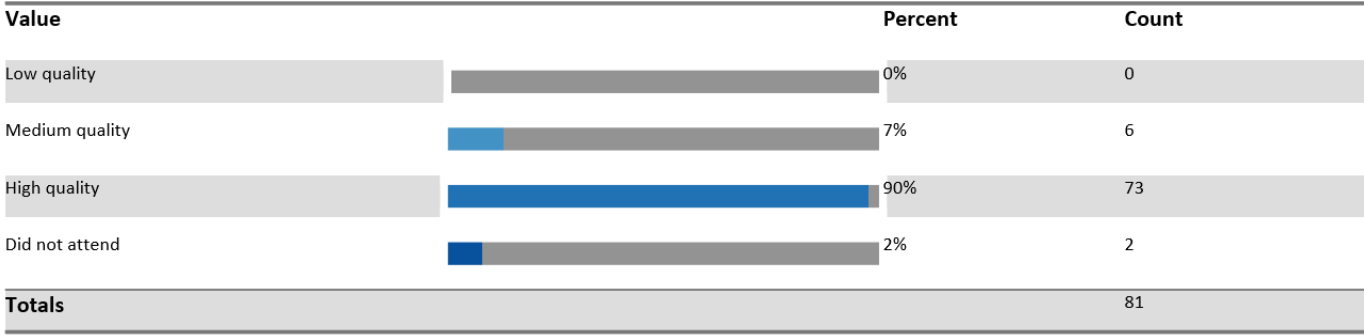 Value Percent Count
Low quality 0% 0
Medium quality 7% 6
High quality 90% 73
Did not attend 2% 2
Totals 81